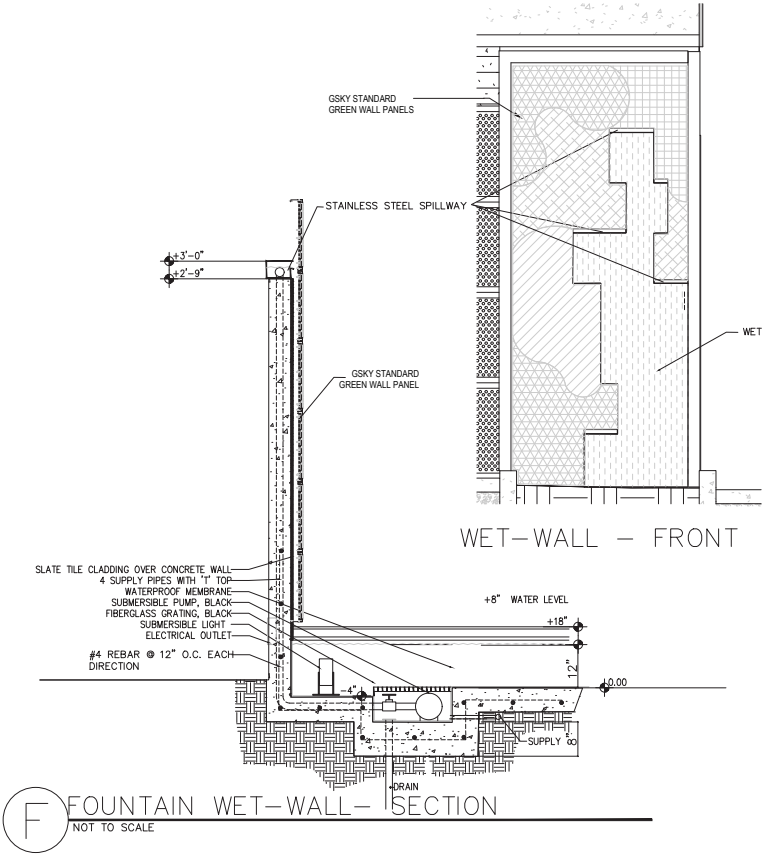 GSKY STANDARD
GREEN WALL PANELS
STAINLESS STEEL SPILLWAY
+3'-0"
+2'-9"
WET
GSKY STANDARD
GREEN WALL PANEL
WET-WALL - FRONT
SLATE TILE CLADDING OVER CONCRETE WALL
4 SUPPLY PIPES WITH 'T' TOP
WATERPROOF MEMBRANE
SUBMERSIBLE PUMP, BLACK
FIBERGLASS GRATING, BLACK
SUBMERSIBLE LIGHT
ELECTRICAL OUTLET
#4 REBAR @ 12" O.C. EACH
DIRECTION
+8" WATER LEVEL
+18"
12"
0.00
-4"
SUPPLY
8"
DRAIN
F
FOUNTAIN WET-WALL- SECTION
NOT TO SCALE